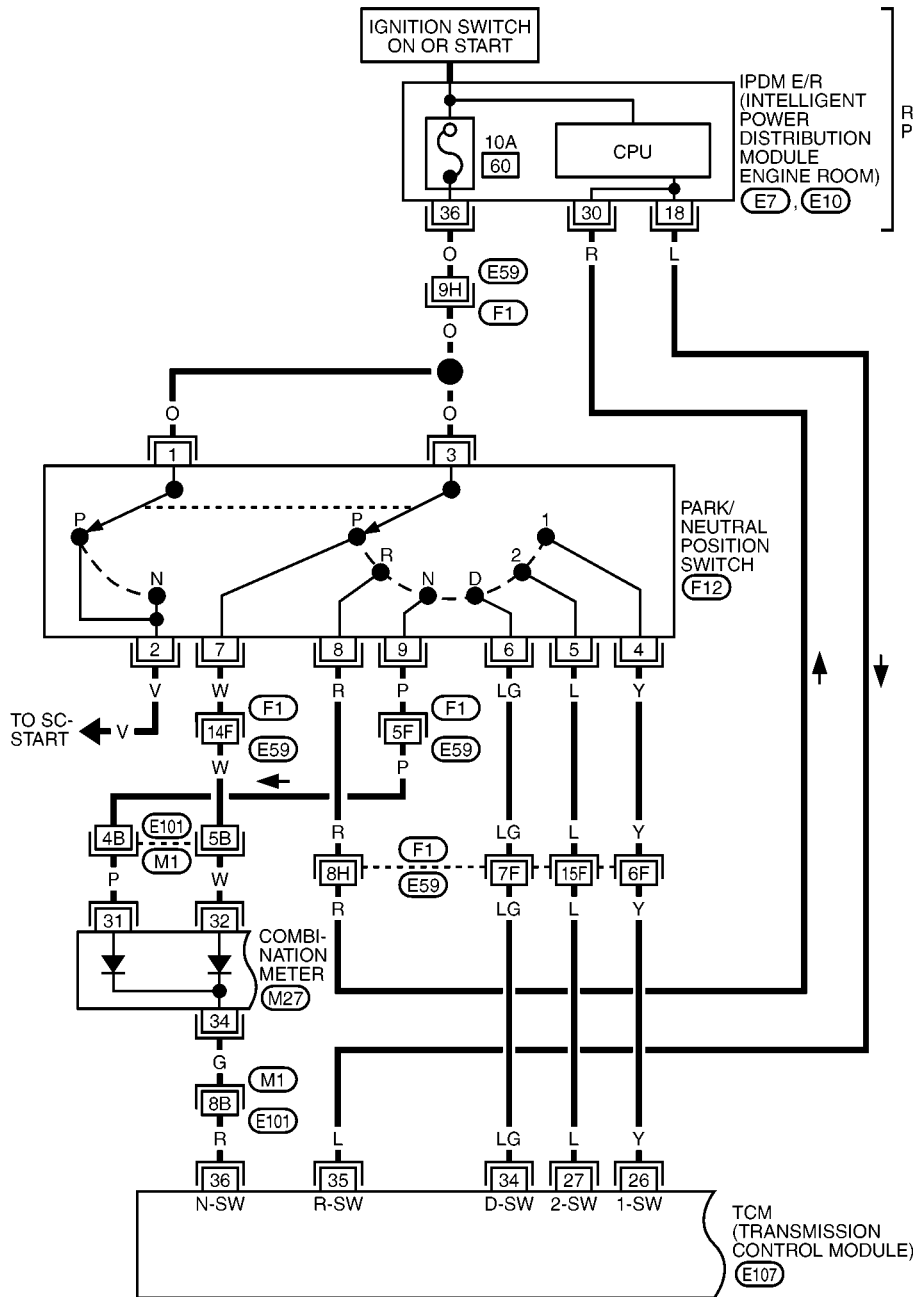 IGNITION SWITCH
ON OR START
IPDM E/R
(INTELLIGENT
POWER
DISTRIBUTION
MODULE
ENGINE ROOM)
E7 , E10
R
P
10A
60
CPU
36
30
18
O
R
L
E59
9H
F1
O
O
O
1
3
P
N
P
R
N
D
2
1
PARK/
NEUTRAL
POSITION
SWITCH
F12
2
7
8
9
6
5
4
V
W
R
P
LG
L
Y
TO SC-
START
V
F1
14F
E59
F1
5F
E59
W
P
4B
E101
M1
5B
R
LG
L
Y
8H
F1
E59
7F
15F
6F
P
W
R
LG
L
Y
31
32
COMBI-
NATION
METER
M27
34
G
M1
8B
E101
R
L
LG
L
Y
36
35
34
27
26
N-SW
R-SW
D-SW
2-SW
1-SW
TCM
(TRANSMISSION
CONTROL MODULE)
E107